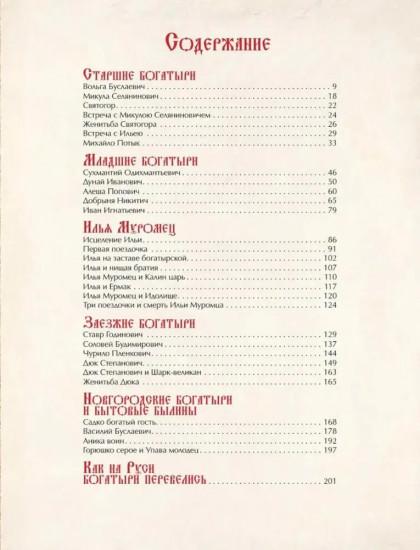 Содержание
Старшие богатыри
Вольга Буслаевич 9
Микула Селянинович 18
Святогор 22
Встреча с Микулою Селяниновичем 24
Женитьба Святогора 26
Встреча с Ильею 29
Михайло Потык 33
Младшие богатыри
Сухмантий Одихмантьевич 46
Дунай Иванович 50
Алеша Попович 60
Добрыня Никитич 65
Иван Игнатьевич 79
Илья Муромец
Исцеление Ильи 86
Первая поездочка 91
Илья на заставе богатырской 102
Илья и нищая братия 107
Илья Муромец и Калин царь 110
Илья и Ермак 117
Илья Муромец и Идолище 120
Три поездочки и смерть Ильи Муромца 124
Заезжие богатыри
Ставр Годинович 129
Соловей Будимирович 137
Чурило Пленкович 144
Дюк Степанович 149
Дюк Степанович и Шарк-великан 163
Женитьба Дюка 165
Новгородские богатыри
и бытовые былины
Садко богатый гость 168
Василий Буслаевич 178
Аника воин 192
Горюшко серое и Упава молодец 197
Как на Руси
богатыри перевелись 201